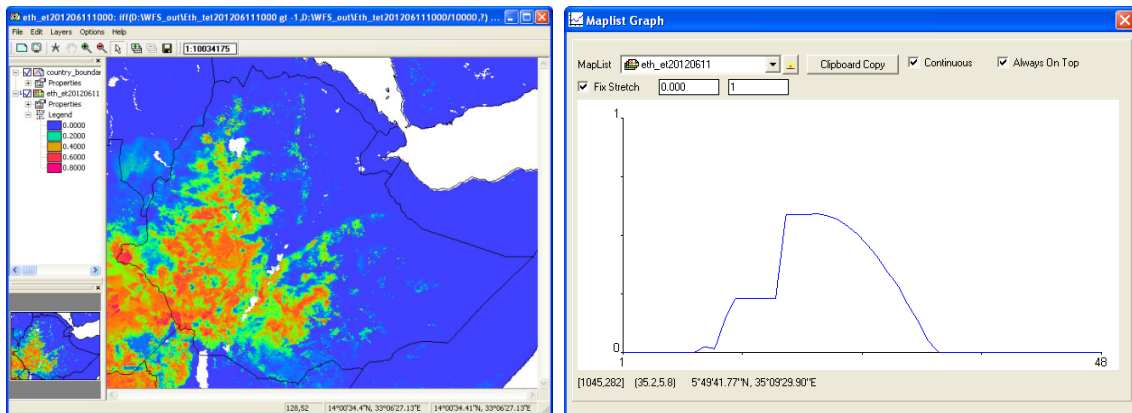 eth_et201206111000: iff(D:\WFS_out\Eth_tet201206111000 gt -1,D:\WFS_out\Eth_tet201206111000/10000,?) ...
File Edit Layers Options Help
1:10034175
country_boundar
Properties
eth_et20120611
Properties
Legend
0.0000
0.2000
0.4000
0.6000
0.8000
128,52 14°00'34.4"N, 33°06'27.13"E 14°00'34.41"N, 33°06'27.13"E
Maplist Graph
MapList eth_et20120611 Clipboard Copy Continuous Always On Top
Fix Stretch 0.000 1
1
0
1 48
[1045,282] (35.2,5.8) 5°49'41.77"N, 35°09'29.90"E